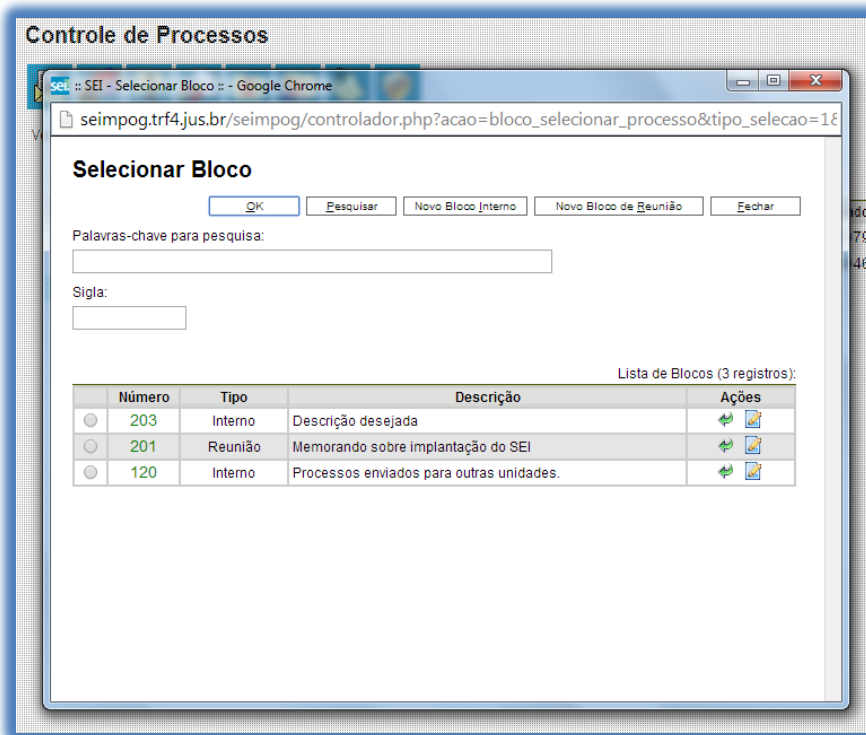 Controle de Processos
sei. :: SEI - Selecionar Bloco :: - Google Chrome
seimpog.trf4.jus.br/seimpog/controlador.php?acao=bloco_selecionar_processo&tipo_selecao=1&
Selecionar Bloco
OK Pesquisar Novo Bloco Interno Novo Bloco de Reunião Fechar
Palavras-chave para pesquisa:
Sigla:
Lista de Blocos (3 registros):
Número Tipo Descrição Ações
203 Interno Descrição desejada
201 Reunião Memorando sobre implantação do SEI
120 Interno Processos enviados para outras unidades.